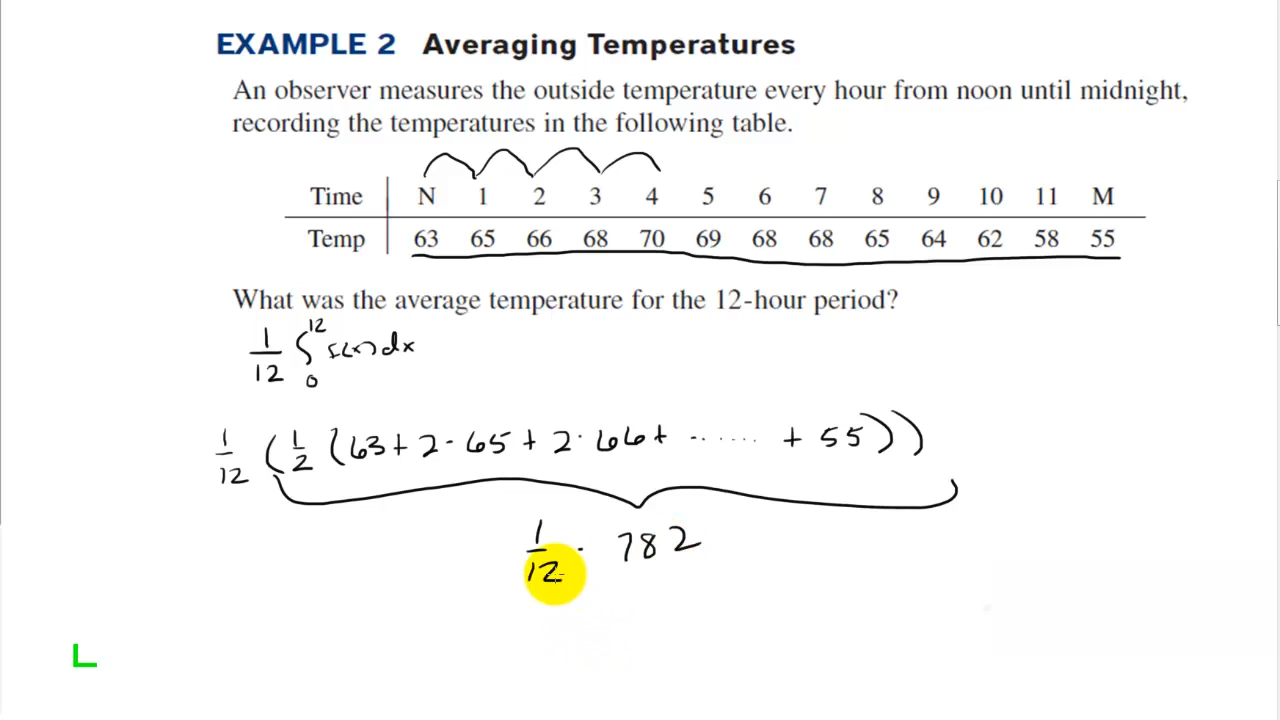 EXAMPLE 2 Averaging Temperatures
An observer measures the outside temperature every hour from noon until midnight,
recording the temperatures in the following table.
Time N 1 2 3 4 5 6 7 8 9 10 11 M
Temp 63 65 66 68 70 69 68 68 65 64 62 58 55
What was the average temperature for the 12-hour period?
1/12 ∫₀¹² f(x) dx
1/12 (1/2 (63 + 2·65 + 2·66 + ....... + 55))
1/12 · 782
L